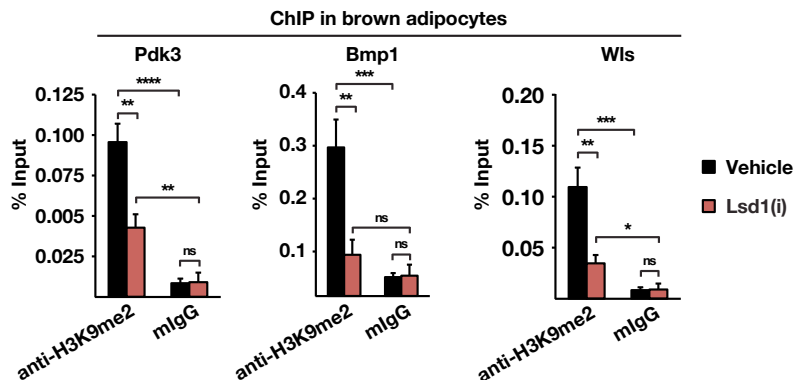 ChIP in brown adipocytes
Pdk3
Bmp1
Wls
% Input
0.125
0.100
0.075
0.005
0.025
****
**
**
ns
anti-H3K9me2
mIgG
% Input
0.4
0.3
0.2
0.1
***
**
ns
ns
anti-H3K9me2
mIgG
% Input
0.20
0.15
0.10
0.05
***
**
*
ns
anti-H3K9me2
mIgG
Vehicle
Lsd1(i)